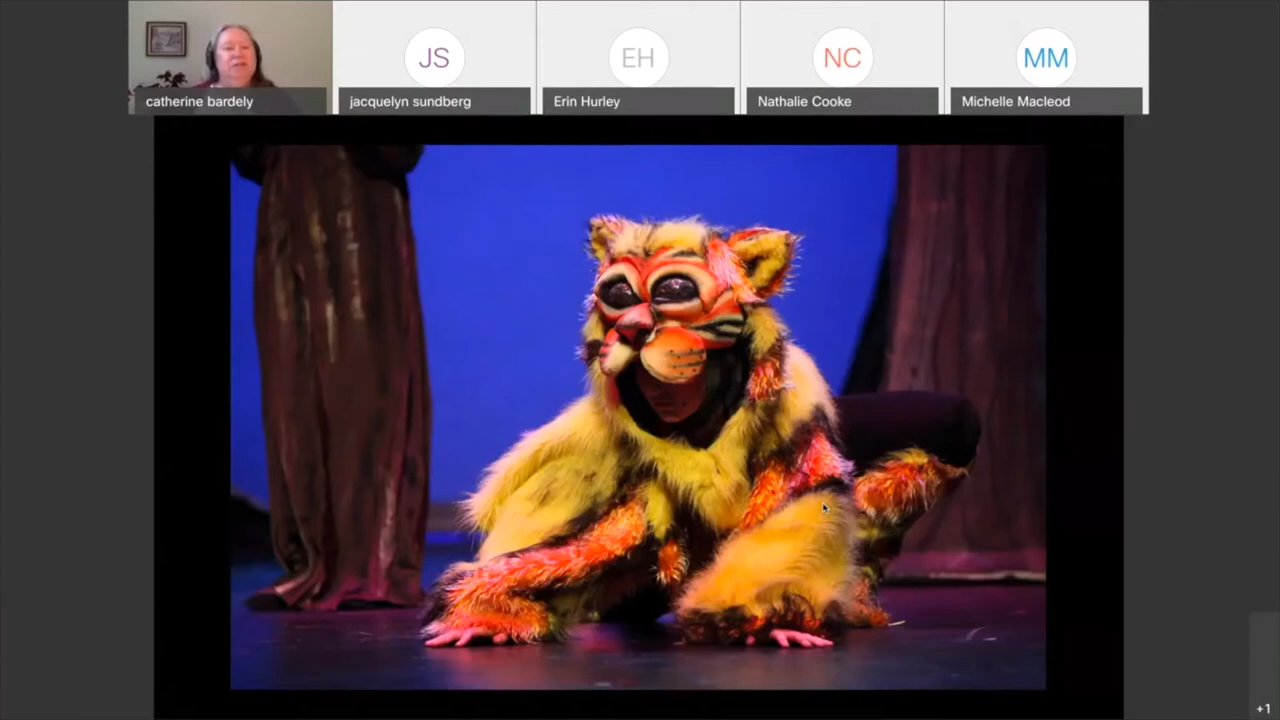 JS
EH
NC
MM
catherine bardely
jacquelyn sundberg
Erin Hurley
Nathalie Cooke
Michelle Macleod
+1